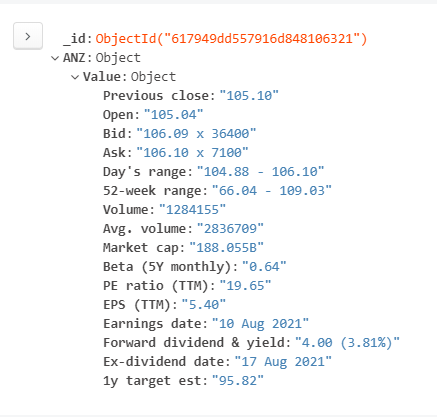 _id: ObjectId("617949dd557916d848106321")
ANZ: Object
Value: Object
Previous close: "105.10"
Open: "105.04"
Bid: "106.09 x 36400"
Ask: "106.10 x 7100"
Day's range: "104.88 - 106.10"
52-week range: "66.04 - 109.03"
Volume: "1284155"
Avg. volume: "2836709"
Market cap: "188.055B"
Beta (5Y monthly): "0.64"
PE ratio (TTM): "19.65"
EPS (TTM): "5.40"
Earnings date: "10 Aug 2021"
Forward dividend & yield: "4.00 (3.81%)"
Ex-dividend date: "17 Aug 2021"
1y target est: "95.82"